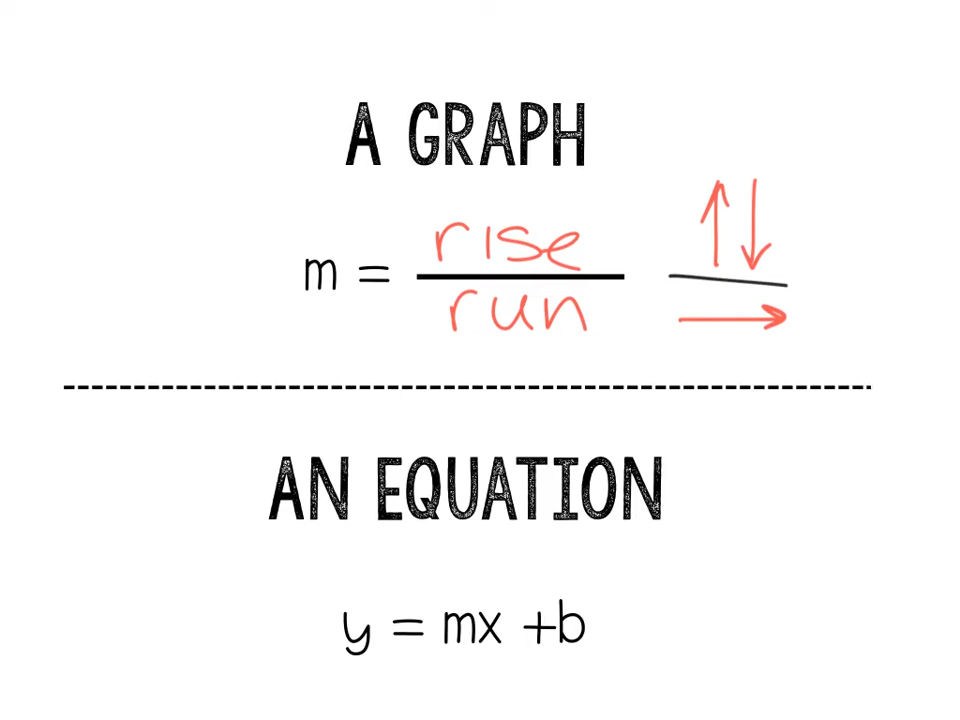 A GRAPH
m = rise
run
AN EQUATION
y = mx +b